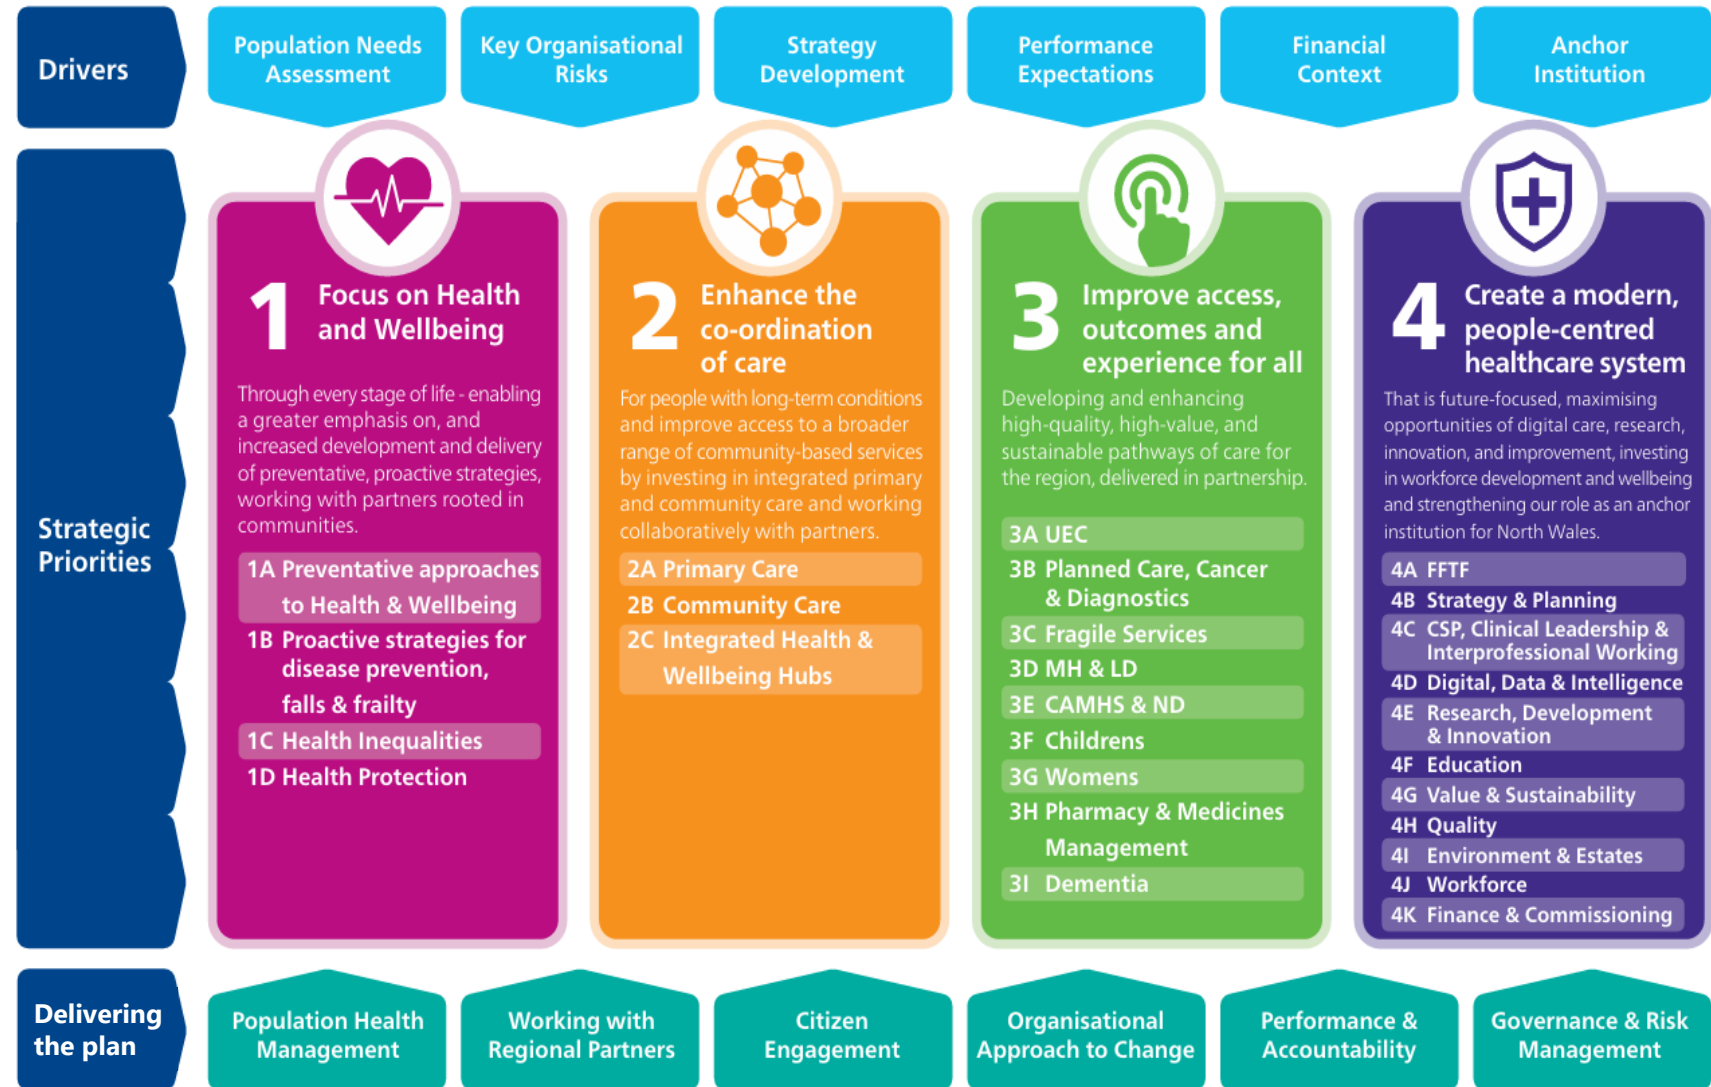 Drivers
Population Needs
Assessment
Key Organisational
Risks
Strategy
Development
Performance
Expectations
Financial
Context
Anchor
Institution
Strategic
Priorities
1
Focus on Health
and Wellbeing
Through every stage of life - enabling
a greater emphasis on, and
increased development and delivery
of preventative, proactive strategies,
working with partners rooted in
communities.
1A Preventative approaches
to Health & Wellbeing
1B Proactive strategies for
disease prevention,
falls & frailty
1C Health Inequalities
1D Health Protection
2
Enhance the
co-ordination
of care
For people with long-term conditions
and improve access to a broader
range of community-based services
by investing in integrated primary
and community care and working
collaboratively with partners.
2A Primary Care
2B Community Care
2C Integrated Health &
Wellbeing Hubs
3
Improve access,
outcomes and
experience for all
Developing and enhancing
high-quality, high-value, and
sustainable pathways of care for
the region, delivered in partnership.
3A UEC
3B Planned Care, Cancer
& Diagnostics
3C Fragile Services
3D MH & LD
3E CAMHS & ND
3F Childrens
3G Womens
3H Pharmacy & Medicines
Management
3I Dementia
4
Create a modern,
people-centred
healthcare system
That is future-focused, maximising
opportunities of digital care, research,
innovation, and improvement, investing
in workforce development and wellbeing
and strengthening our role as an anchor
institution for North Wales.
4A FFTF
4B Strategy & Planning
4C CSP, Clinical Leadership &
Interprofessional Working
4D Digital, Data & Intelligence
4E Research, Development
& Innovation
4F Education
4G Value & Sustainability
4H Quality
4I Environment & Estates
4J Workforce
4K Finance & Commissioning
Delivering
the plan
Population Health
Management
Working with
Regional Partners
Citizen
Engagement
Organisational
Approach to Change
Performance &
Accountability
Governance & Risk
Management